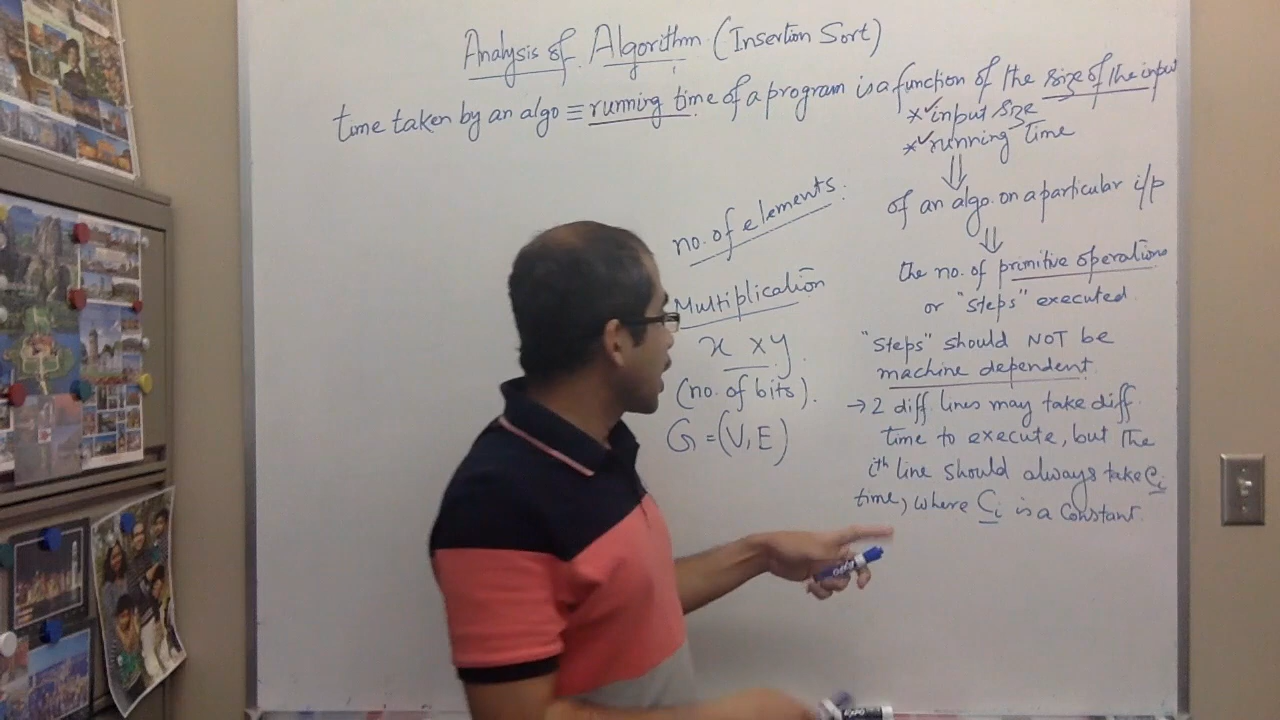 Analysis of Algorithm (Insertion Sort)
time taken by an algo ≡ running time of a program is a function of the size of the input
* ✓ input size
* ✓ running time
⇓
of an algo. on a particular i/p
⇓
the no. of primitive operations
or "steps" executed.
"steps" should NOT be
machine dependent.
→ 2 diff. lines may take diff.
time to execute, but the
ith line should always take Ci
time, where Ci is a constant.
no. of elements.
Multiplication
x × y.
(no. of bits).
G = (V, E)
EXPO